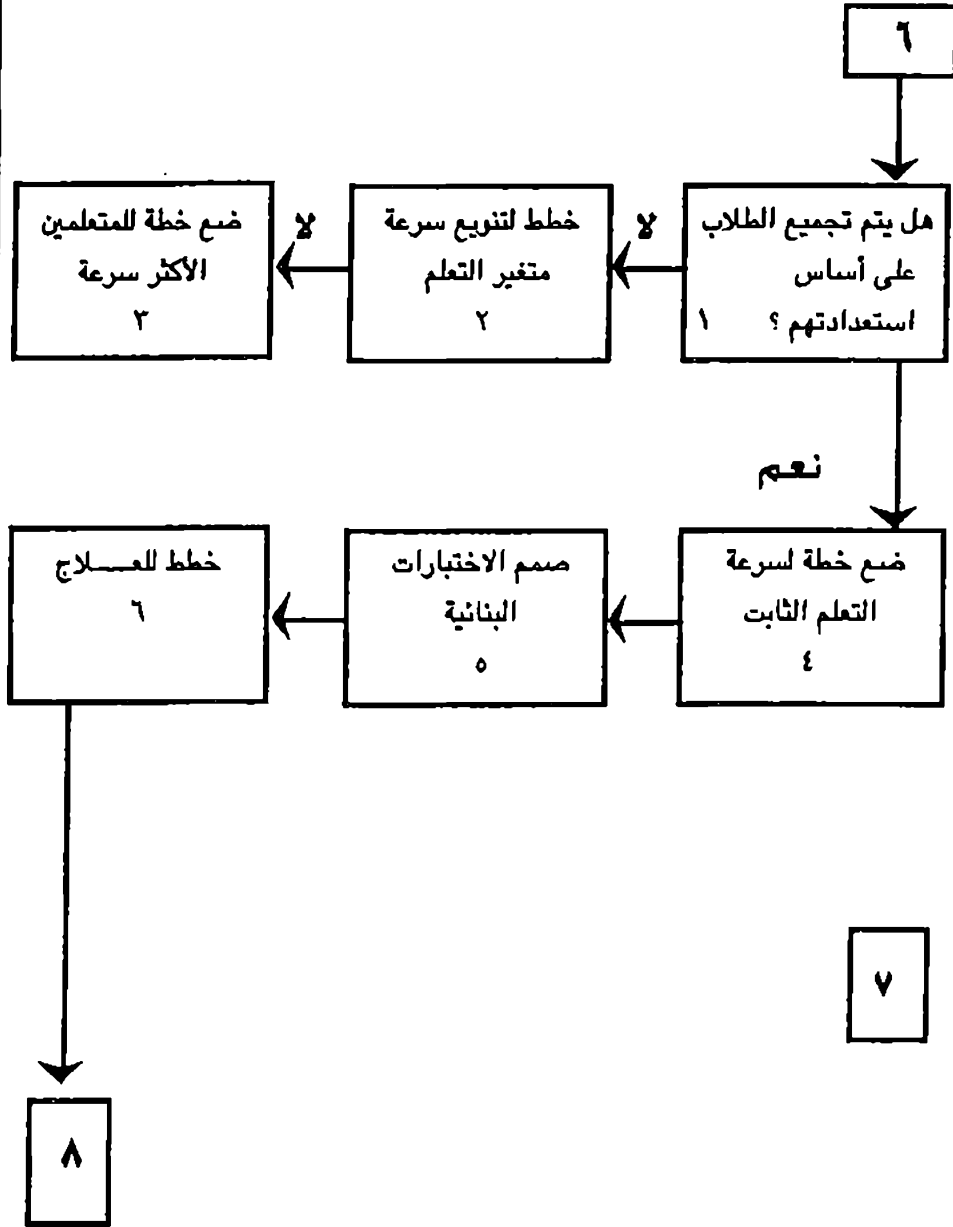 ٦
هل يتم تجميع الطلاب
على أساس
استعدادتهم ؟ ١
لا
خطط لتنويع سرعة
متغير التعلم
٢
لا
ضع خطة للمتعلمين
الأكثر سرعة
٣
نعم
ضع خطة لسرعة
التعلم الثابت
٤
صمم الاختبارات
البنائية
٥
خطط للعـــلاج
٦
٧
٨